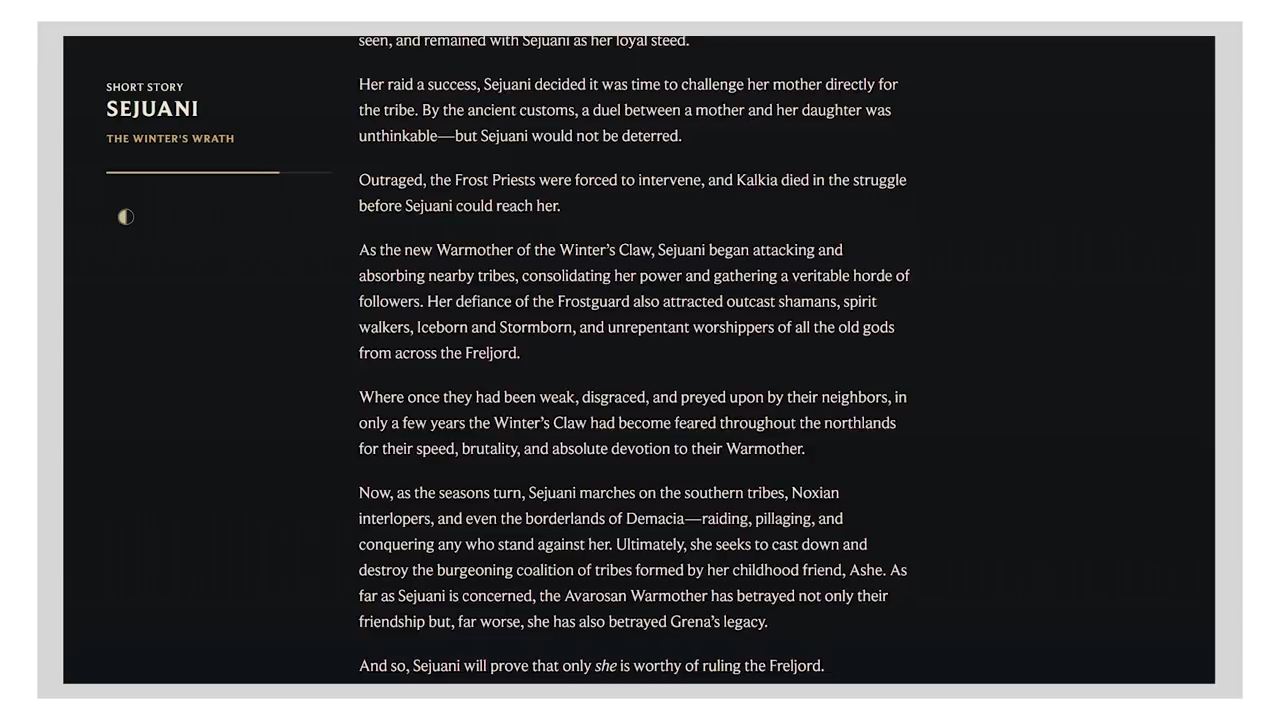 seen, and remained with Sejuani as her loyal steed.
SHORT STORY
SEJUANI
THE WINTER'S WRATH
Her raid a success, Sejuani decided it was time to challenge her mother directly for
the tribe. By the ancient customs, a duel between a mother and her daughter was
unthinkable—but Sejuani would not be deterred.
Outraged, the Frost Priests were forced to intervene, and Kalkia died in the struggle
before Sejuani could reach her.
As the new Warmother of the Winter’s Claw, Sejuani began attacking and
absorbing nearby tribes, consolidating her power and gathering a veritable horde of
followers. Her defiance of the Frostguard also attracted outcast shamans, spirit
walkers, Iceborn and Stormborn, and unrepentant worshippers of all the old gods
from across the Freljord.
Where once they had been weak, disgraced, and preyed upon by their neighbors, in
only a few years the Winter’s Claw had become feared throughout the northlands
for their speed, brutality, and absolute devotion to their Warmother.
Now, as the seasons turn, Sejuani marches on the southern tribes, Noxian
interlopers, and even the borderlands of Demacia—raiding, pillaging, and
conquering any who stand against her. Ultimately, she seeks to cast down and
destroy the burgeoning coalition of tribes formed by her childhood friend, Ashe. As
far as Sejuani is concerned, the Avarosan Warmother has betrayed not only their
friendship but, far worse, she has also betrayed Grena’s legacy.
And so, Sejuani will prove that only she is worthy of ruling the Freljord.